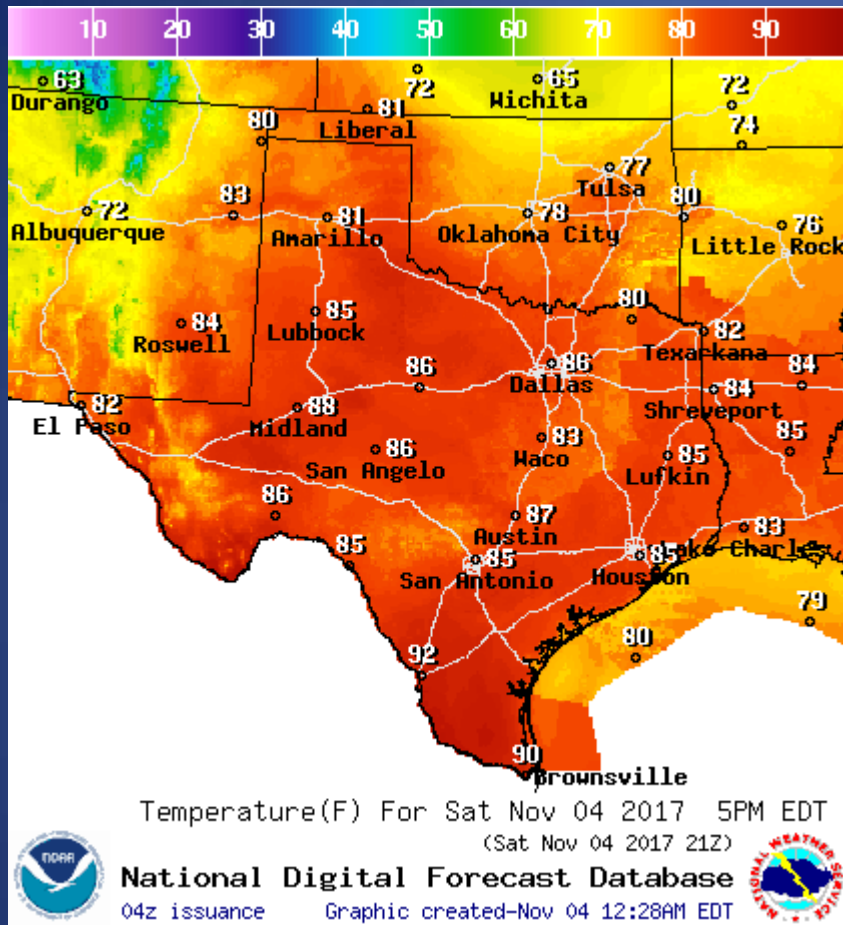 10 20 30 40 50 60 70 80 90
63
Durango
72
65
Wichita
72
81
Liberal
80
74
77
Tulsa
72
Albuquerque
83
81
Amarillo
78
Oklahoma City
80
76
Little Rock
84
Roswell
85
Lubbock
80
82
Texarkana
86
86
Dallas
84
84
Shreveport
82
El Paso
88
Midland
86
San Angelo
83
Waco
85
Lufkin
85
86
87
Austin
83
Lake Charles
85
85
San Antonio
85
Houston
79
80
92
90
Brownsville
Temperature(F) For Sat Nov 04 2017 5PM EDT
(Sat Nov 04 2017 21Z)
noaa
National Digital Forecast Database
04z issuance Graphic created-Nov 04 12:28AM EDT
NATIONAL WEATHER SERVICE